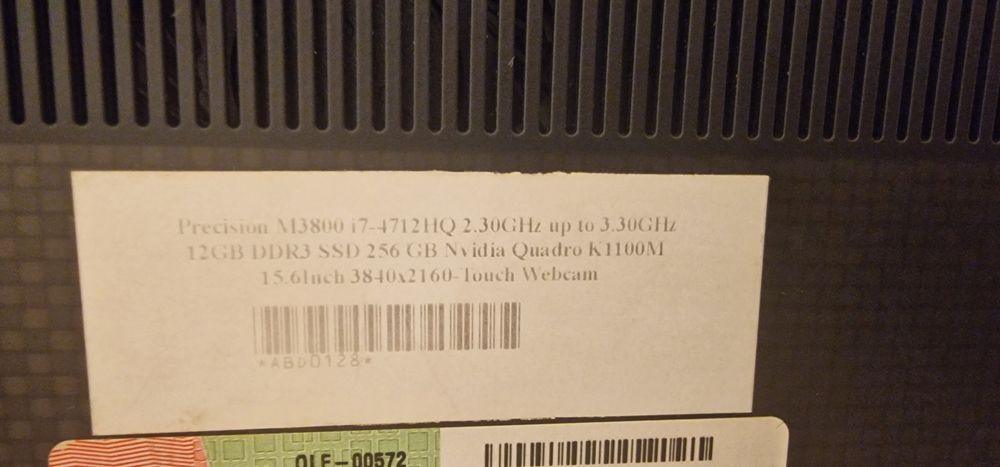 Precision M3800 i7-4712HQ 2.30GHz up to 3.30GHz
12GB DDR3 SSD 256 GB Nvidia Quadro K1100M
15.6Inch 3840x2160-Touch Webcam
*ABD0128*
QLF-00572